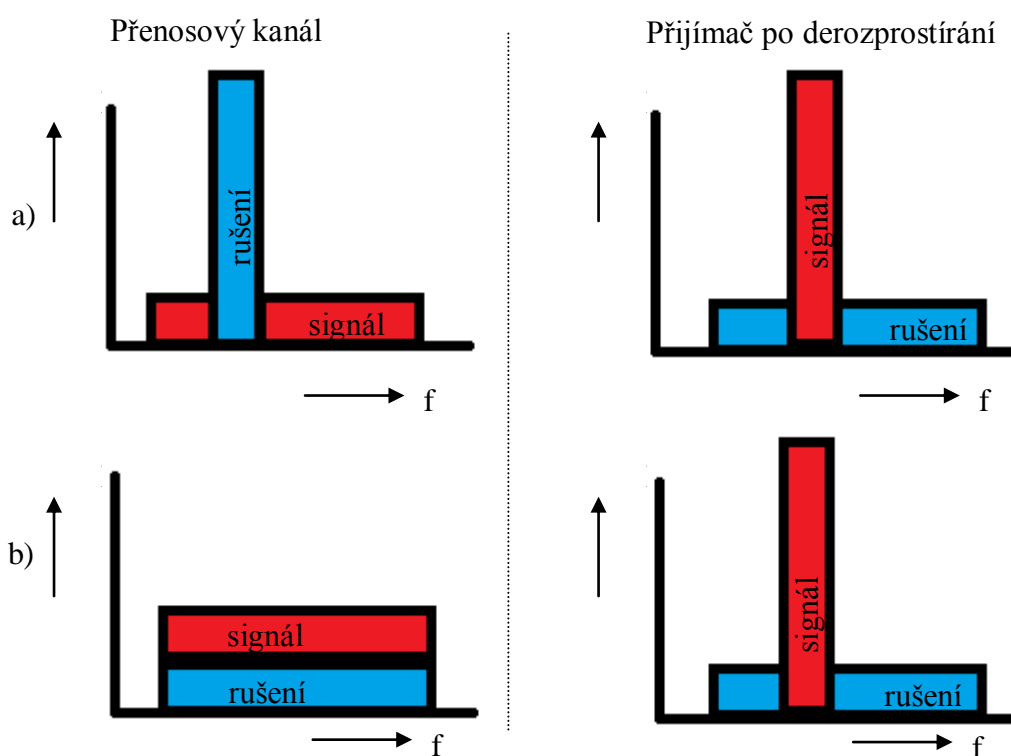 Přenosový kanál
Přijímač po derozprostírání
a)
rušení
signál
f
signál
rušení
f
b)
signál
rušení
f
signál
rušení
f